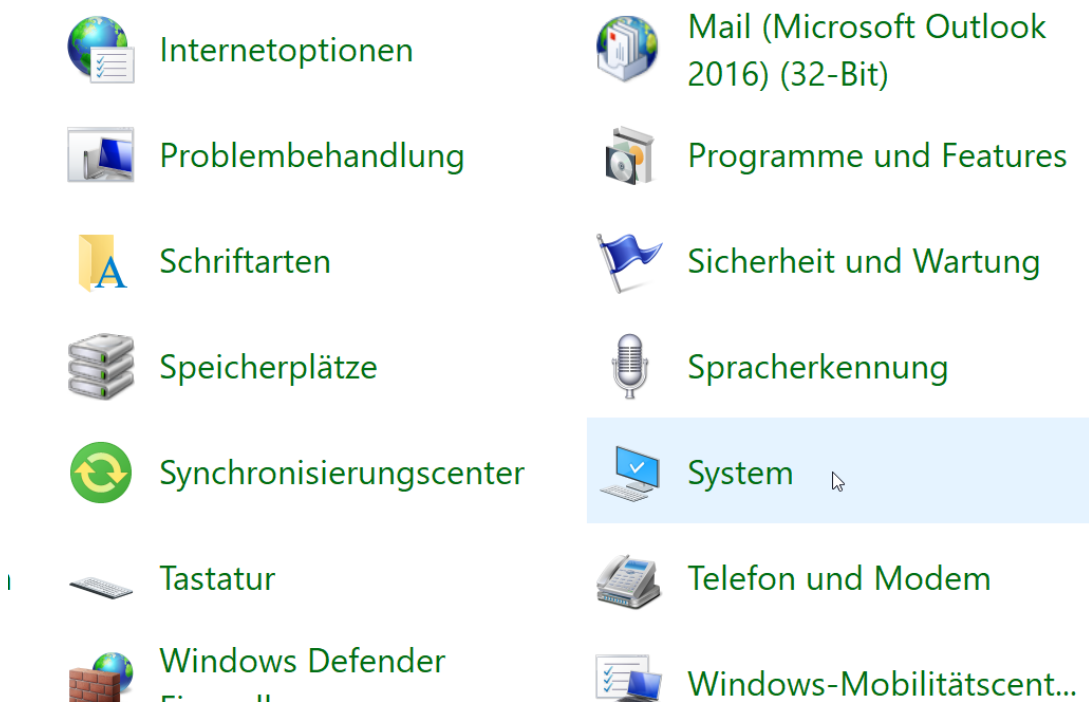 Internetoptionen
Mail (Microsoft Outlook
2016) (32-Bit)
Problembehandlung
Programme und Features
Schriftarten
Sicherheit und Wartung
Speicherplätze
Spracherkennung
Synchronisierungscenter
System
Tastatur
Telefon und Modem
Windows Defender
Windows-Mobilitätscent...